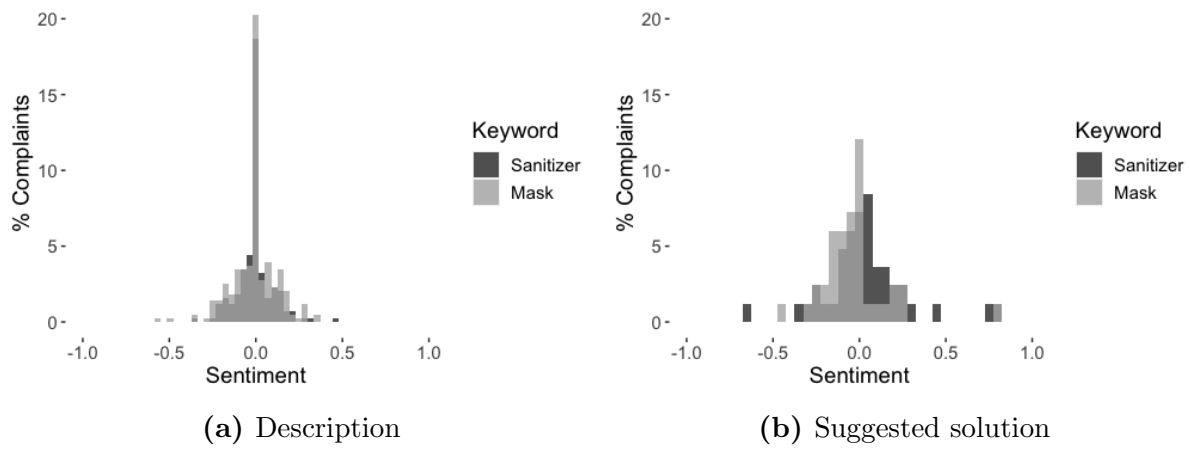 20
15
10
5
0
% Complaints
-1.0 -0.5 0.0 0.5 1.0
Sentiment
Keyword
Sanitizer
Mask
(a) Description
20
15
10
5
0
% Complaints
-1.0 -0.5 0.0 0.5 1.0
Sentiment
Keyword
Sanitizer
Mask
(b) Suggested solution